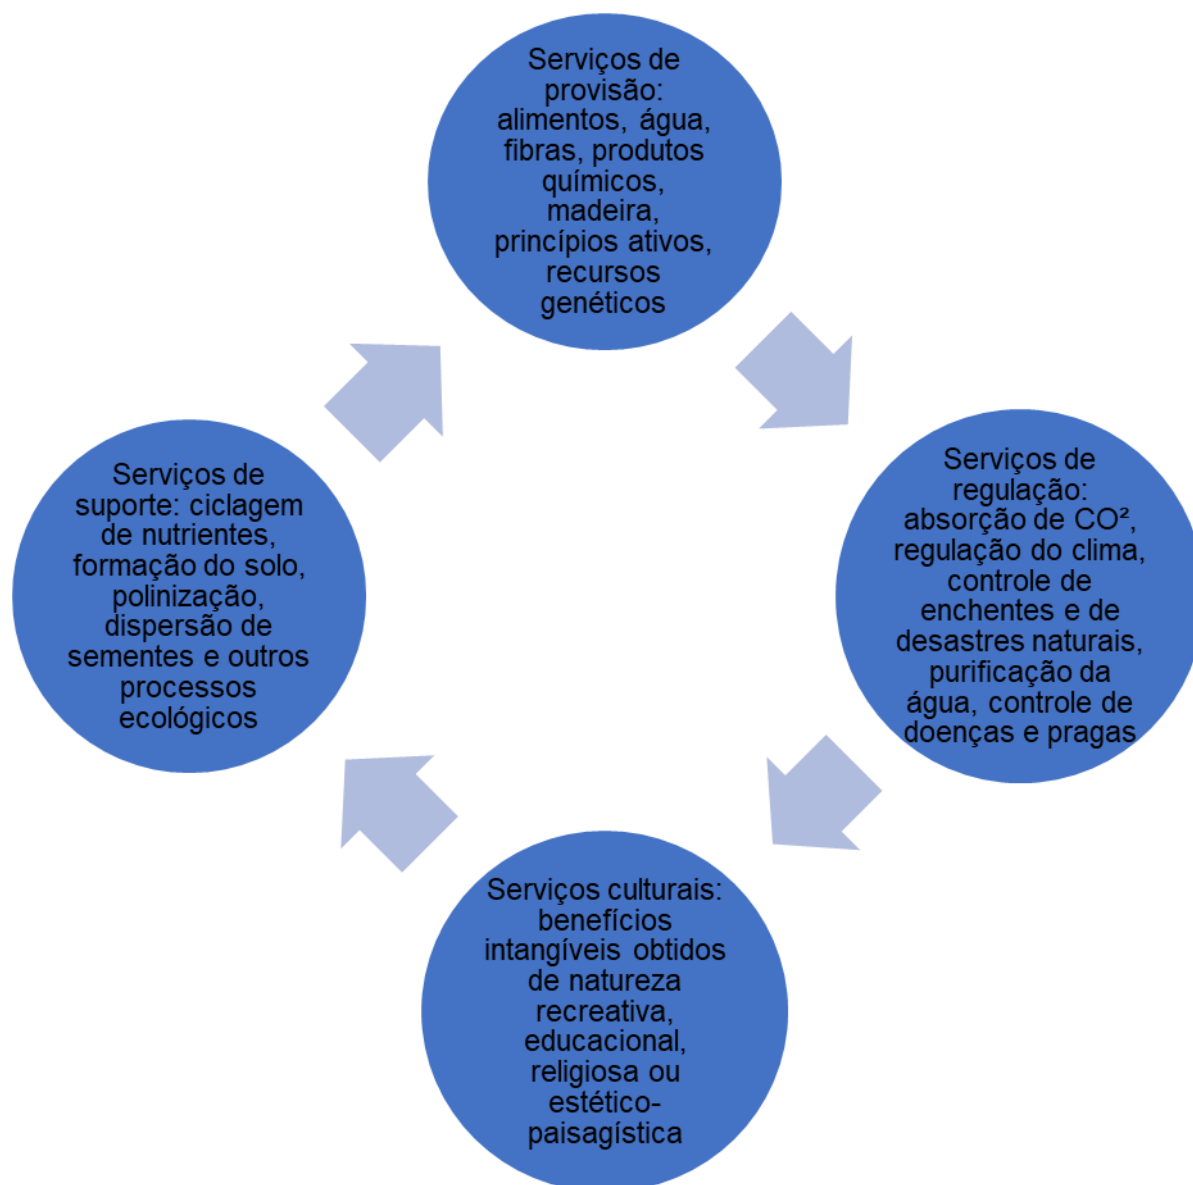 Serviços de
provisão:
alimentos, água,
fibras, produtos
químicos,
madeira,
princípios ativos,
recursos
genéticos
Serviços de
regulação:
absorção de CO²,
regulação do clima,
controle de
enchentes e de
desastres naturais,
purificação da
água, controle de
doenças e pragas
Serviços culturais:
benefícios
intangíveis obtidos
de natureza
recreativa,
educacional,
religiosa ou
estético-
paisagística
Serviços de
suporte: ciclagem
de nutrientes,
formação do solo,
polinização,
dispersão de
sementes e outros
processos
ecológicos